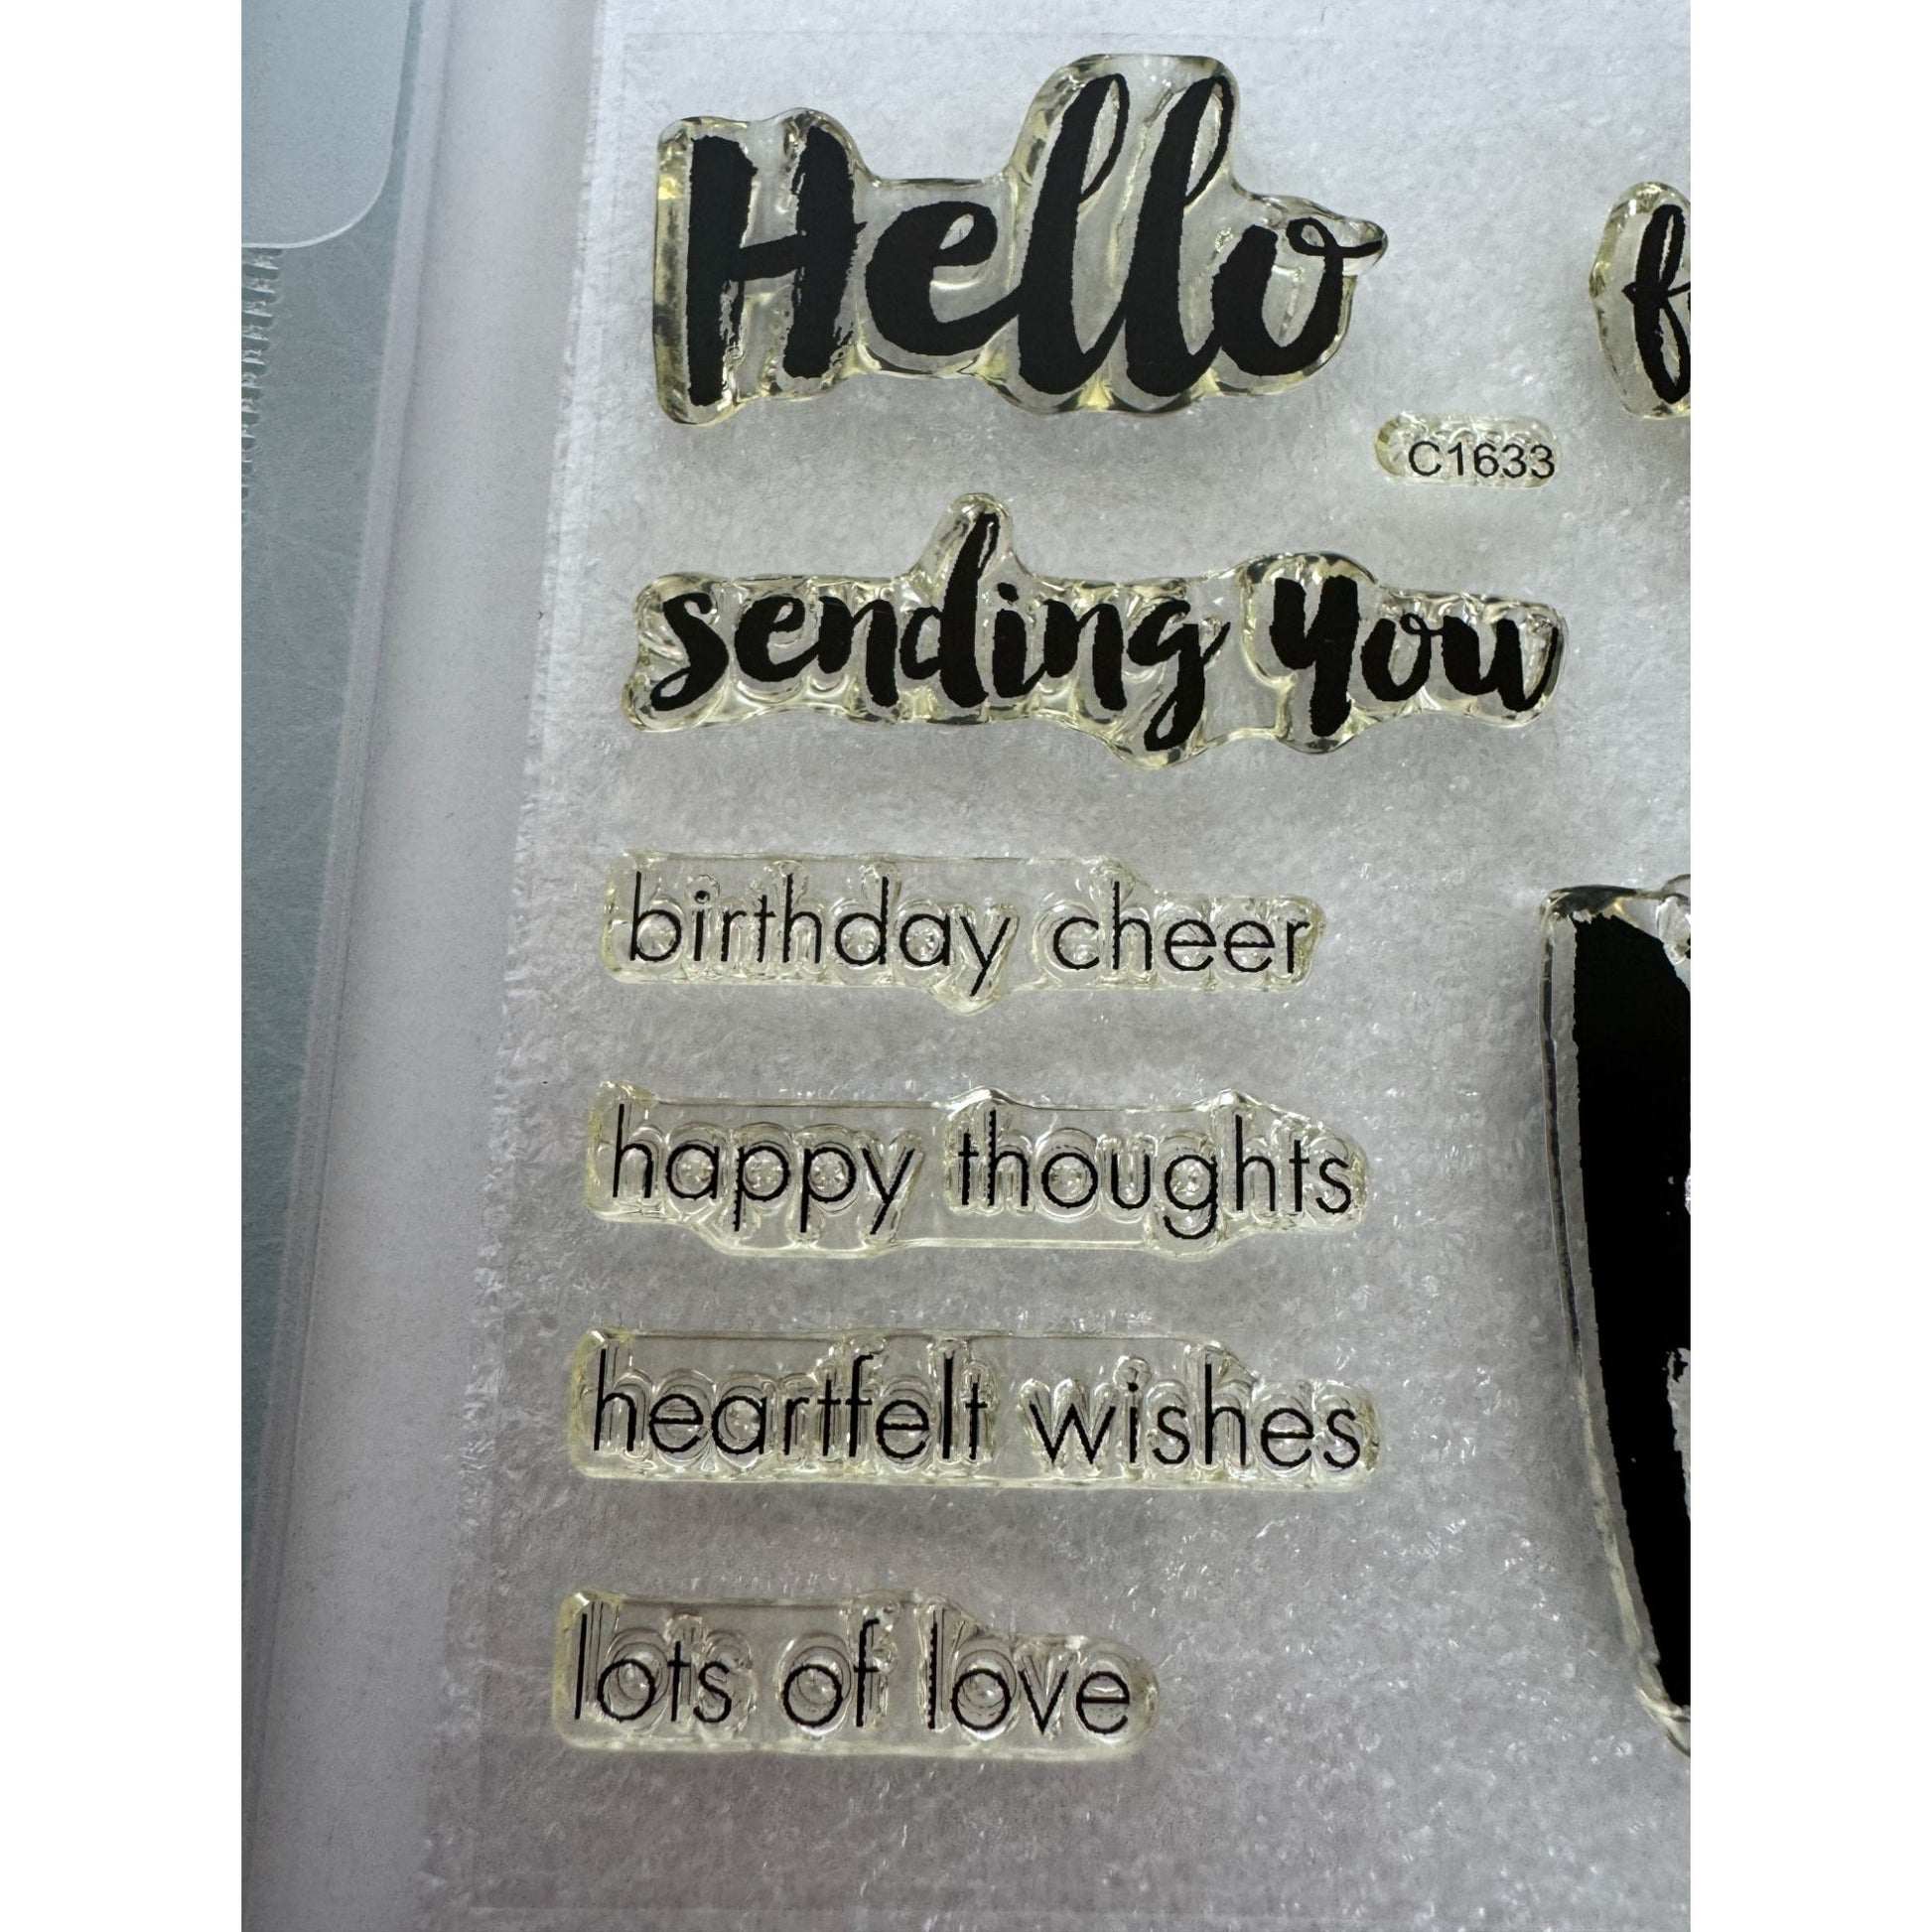 Hello
C1633
sending you
birthday cheer
happy thoughts
heartfelt wishes
lots of love